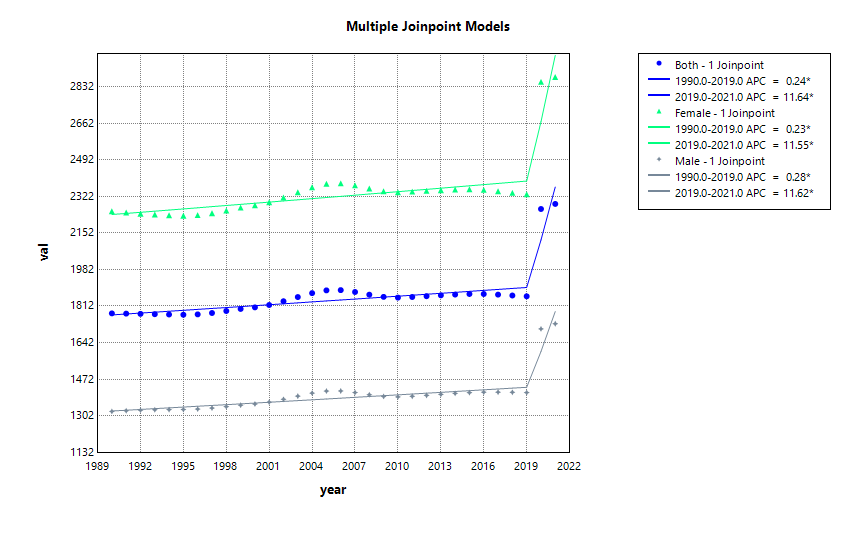 Multiple Joinpoint Models
val
2832
2662
2492
2322
2152
1982
1812
1642
1472
1302
1132
1989 1992 1995 1998 2001 2004 2007 2010 2013 2016 2019 2022
year
Both - 1 Joinpoint
1990.0-2019.0 APC = 0.24*
2019.0-2021.0 APC = 11.64*
Female - 1 Joinpoint
1990.0-2019.0 APC = 0.23*
2019.0-2021.0 APC = 11.55*
Male - 1 Joinpoint
1990.0-2019.0 APC = 0.28*
2019.0-2021.0 APC = 11.62*